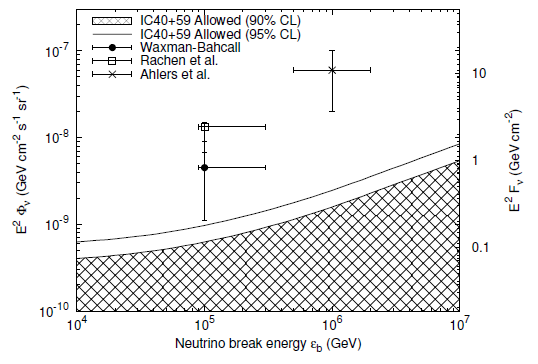 IC40+59 Allowed (90% CL)
IC40+59 Allowed (95% CL)
Waxman-Bahcall
Rachen et al.
Ahlers et al.
10⁻⁷
10⁻⁸
10⁻⁹
10⁻¹⁰
E² Φᵥ (GeV cm⁻² s⁻¹ sr⁻¹)
10
1
0.1
E² Fᵥ (GeV cm⁻²)
10⁴ 10⁵ 10⁶ 10⁷
Neutrino break energy εb (GeV)